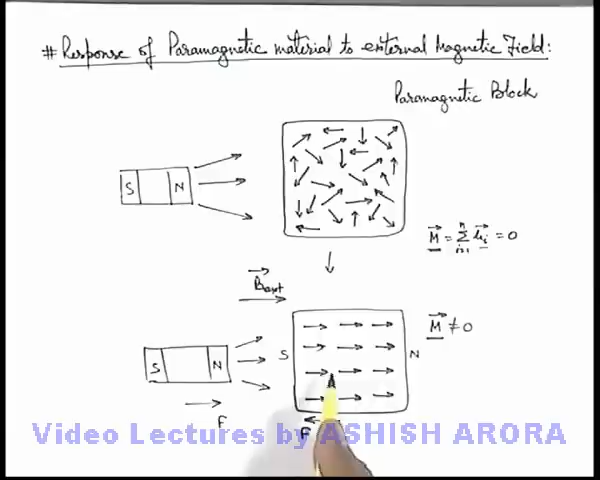 # Response of Paramagnetic material to external Magnetic Field:
Paramagnetic Block
S N
M = Σ i=1 n μi = 0
Bext
S N S N M ≠ 0
F
F
Video Lectures by ASHISH ARORA